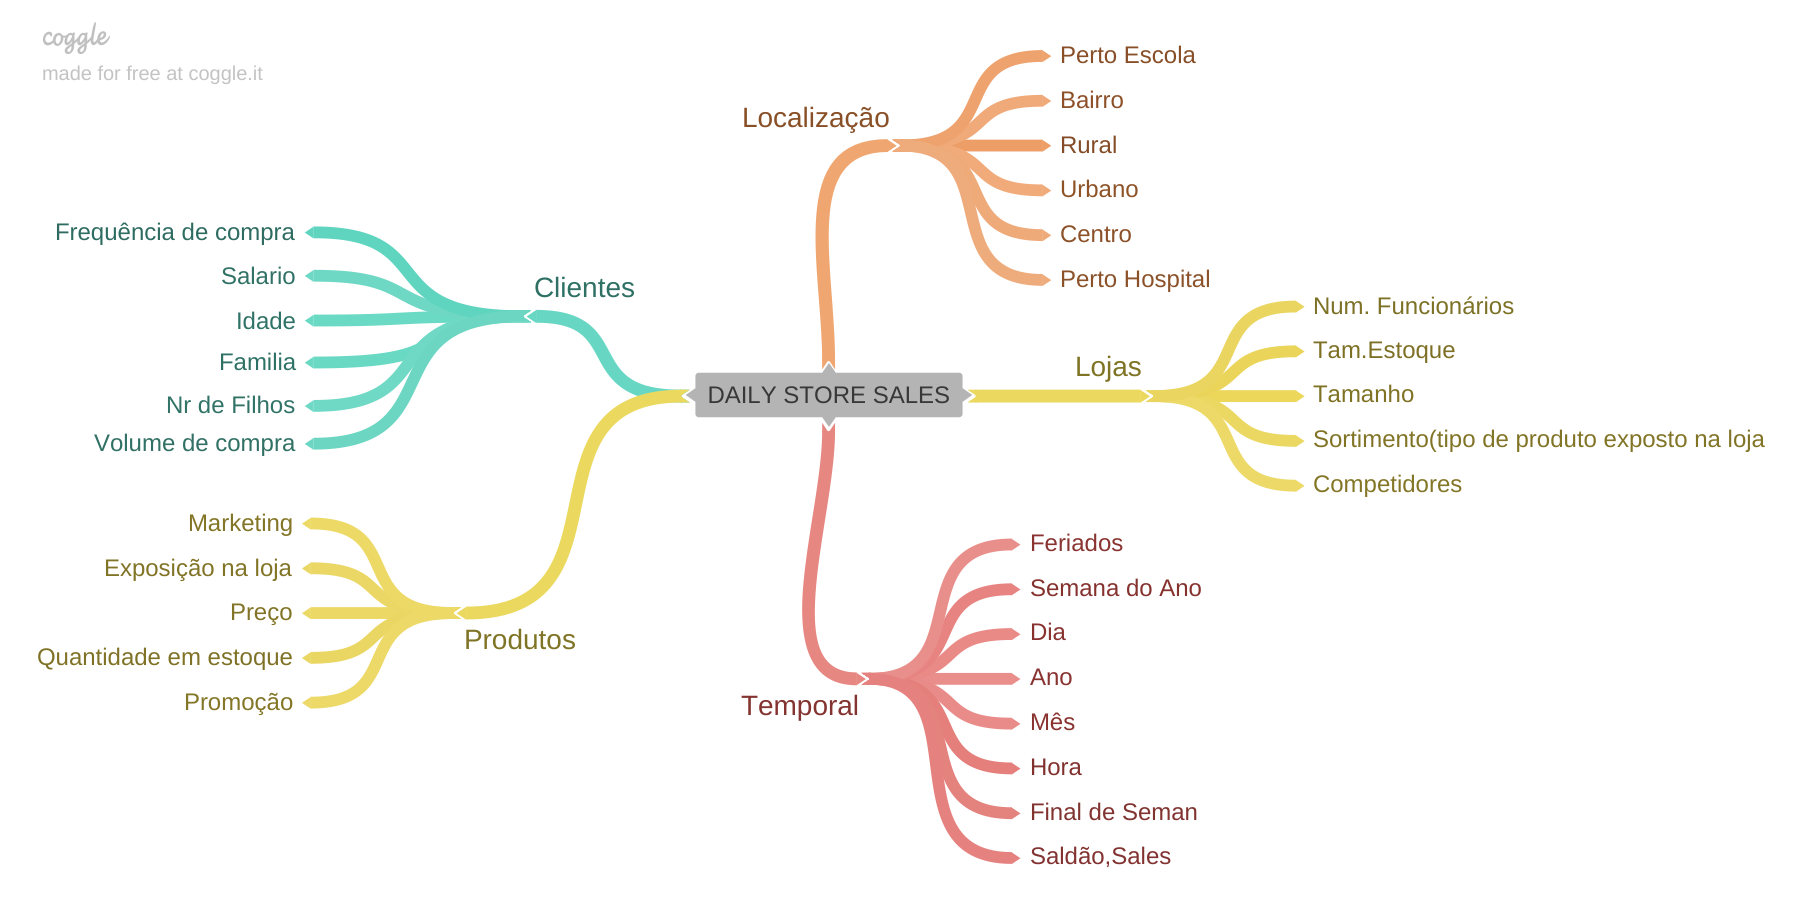 coggle
made for free at coggle.it
Localização
Perto Escola
Bairro
Rural
Urbano
Centro
Perto Hospital
Clientes
Frequência de compra
Salario
Idade
Familia
Nr de Filhos
Volume de compra
DAILY STORE SALES
Lojas
Num. Funcionários
Tam.Estoque
Tamanho
Sortimento(tipo de produto exposto na loja
Competidores
Produtos
Marketing
Exposição na loja
Preço
Quantidade em estoque
Promoção
Temporal
Feriados
Semana do Ano
Dia
Ano
Mês
Hora
Final de Seman
Saldão,Sales